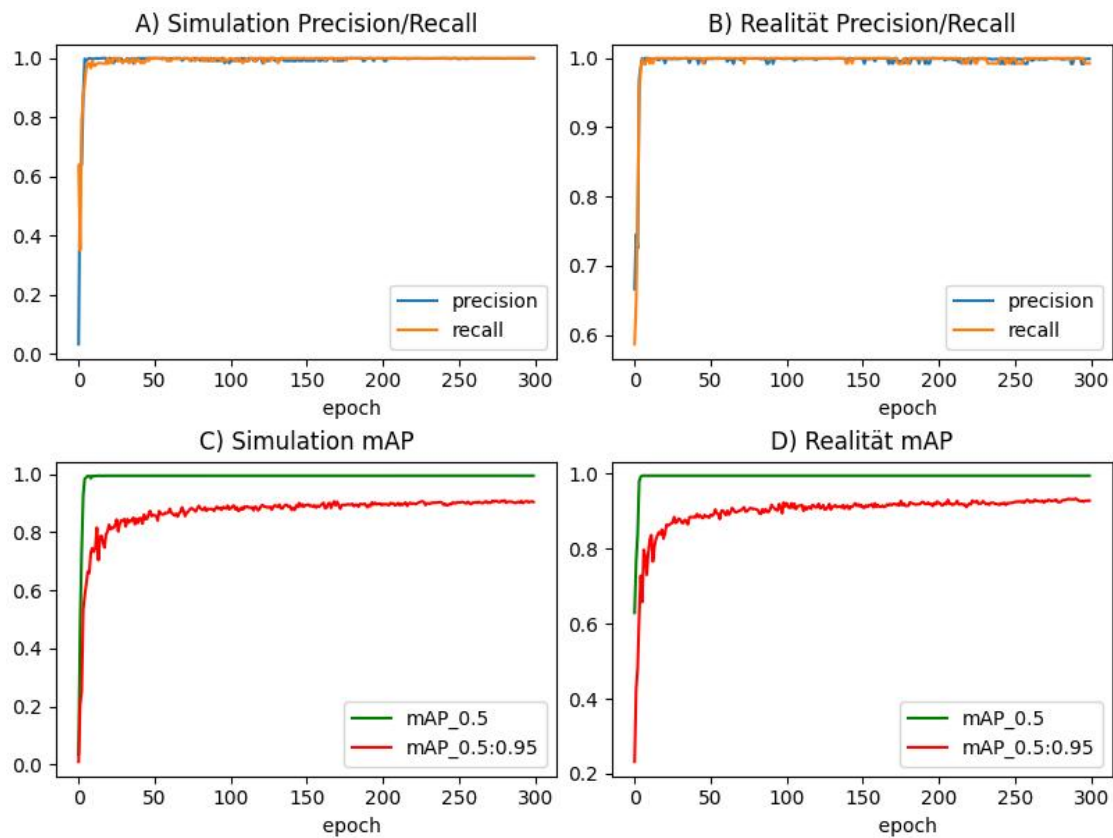 A) Simulation Precision/Recall
1.0
0.8
0.6
0.4
0.2
0.0
precision
recall
0 50 100 150 200 250 300
epoch
B) Realität Precision/Recall
1.0
0.9
0.8
0.7
0.6
precision
recall
0 50 100 150 200 250 300
epoch
C) Simulation mAP
1.0
0.8
0.6
0.4
0.2
0.0
mAP_0.5
mAP_0.5:0.95
0 50 100 150 200 250 300
epoch
D) Realität mAP
1.0
0.8
0.6
0.4
0.2
mAP_0.5
mAP_0.5:0.95
0 50 100 150 200 250 300
epoch